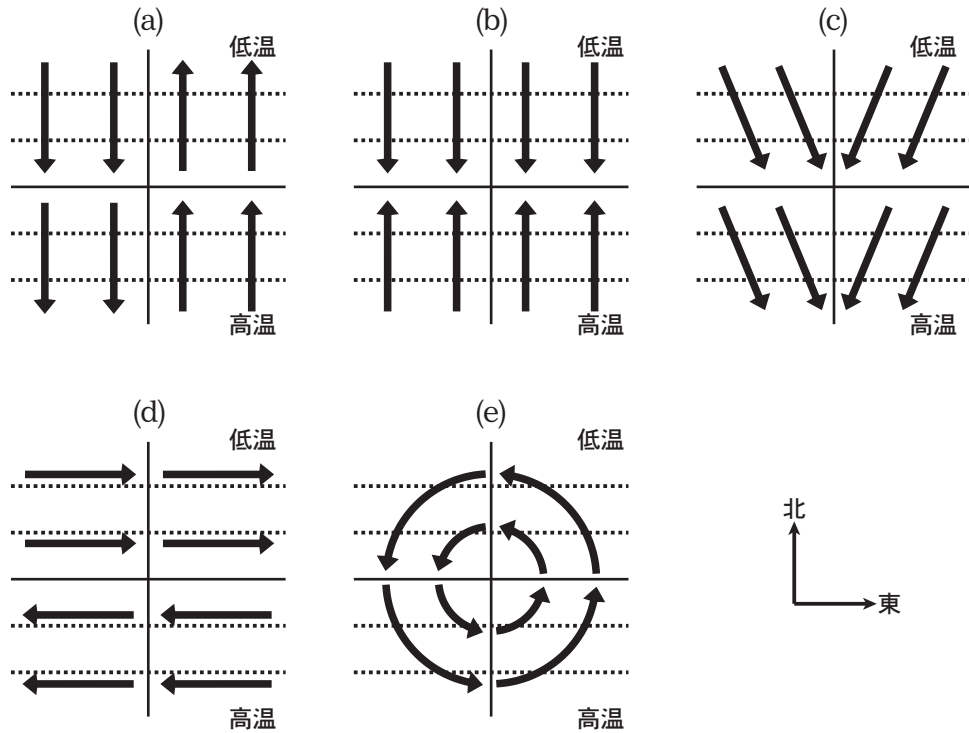 (a) (b) (c)
低温 低温 低温
高温 高温 高温
(d) (e)
低温 低温
北
東
高温 高温